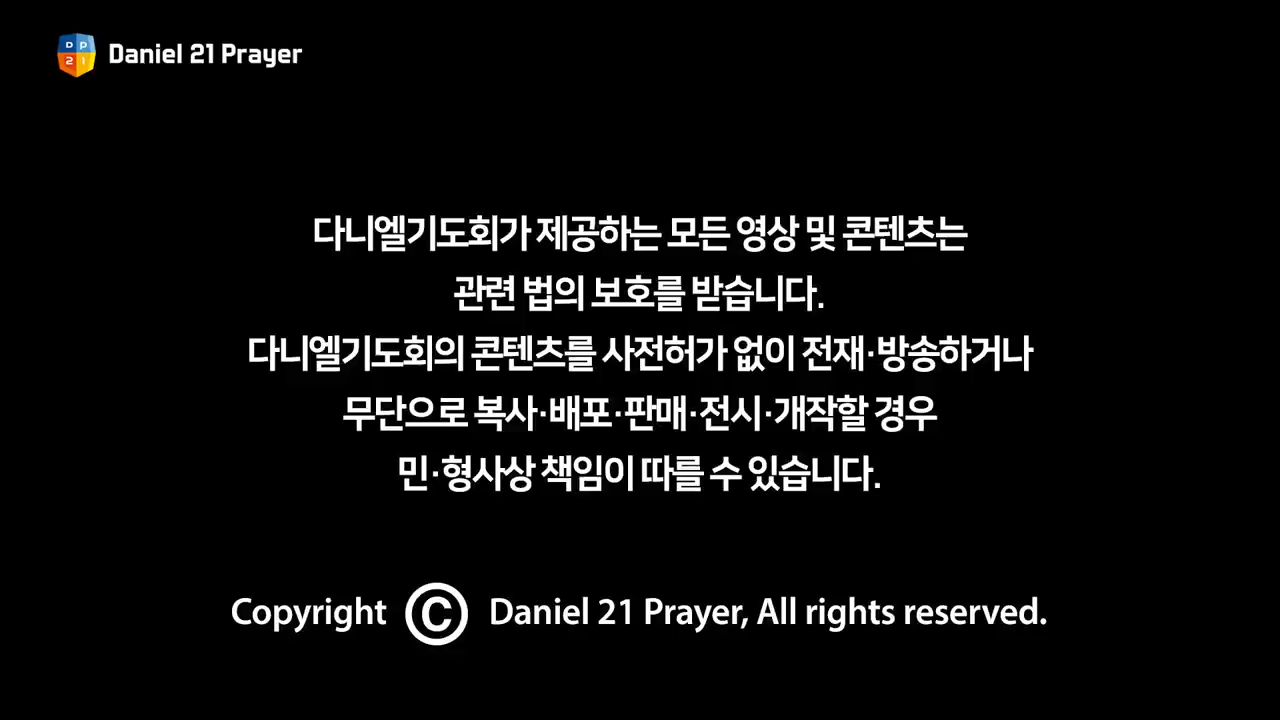 DP
21
Daniel 21 Prayer
다니엘기도회가 제공하는 모든 영상 및 콘텐츠는
관련 법의 보호를 받습니다.
다니엘기도회의 콘텐츠를 사전허가 없이 전재·방송하거나
무단으로 복사·배포·판매·전시·개작할 경우
민·형사상 책임이 따를 수 있습니다.
Copyright © Daniel 21 Prayer, All rights reserved.